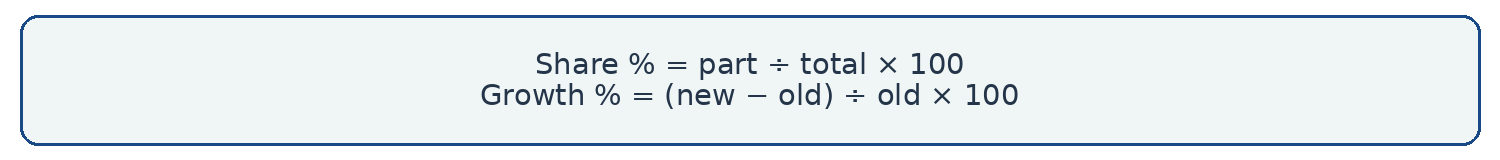 Share % = part ÷ total × 100
Growth % = (new − old) ÷ old × 100